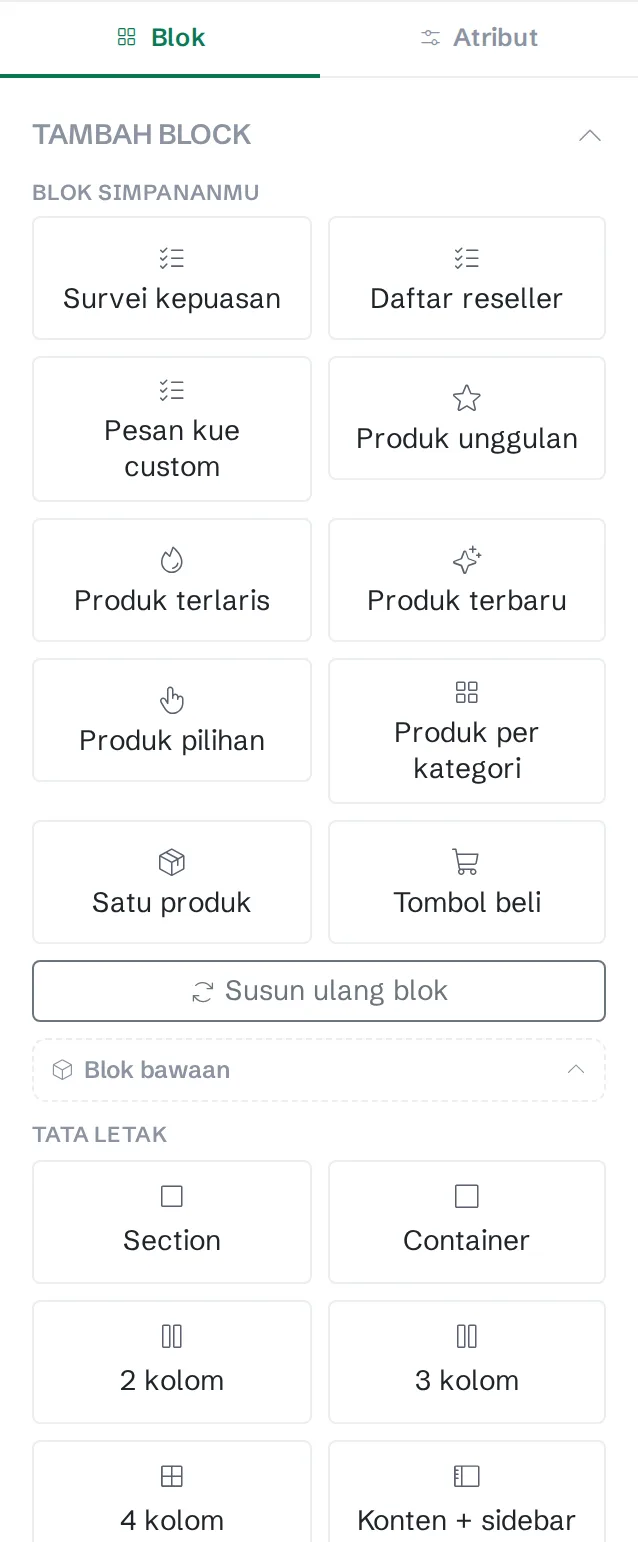 Blok
Atribut
TAMBAH BLOCK
BLOK SIMPANANMU
Survei kepuasan
Daftar reseller
Pesan kue
custom
Produk unggulan
Produk terlaris
Produk terbaru
Produk pilihan
Produk per
kategori
Satu produk
Tombol beli
Susun ulang blok
Blok bawaan
TATA LETAK
Section
Container
2 kolom
3 kolom
4 kolom
Konten + sidebar